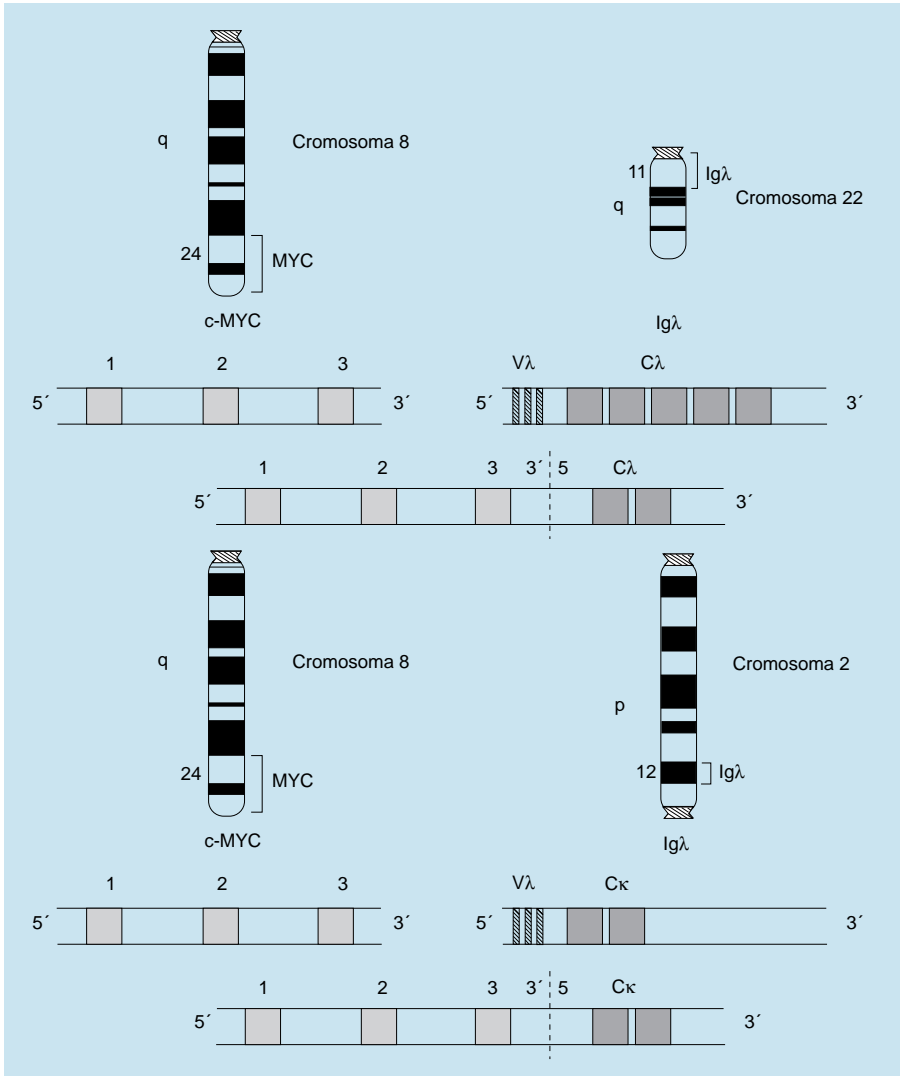 q
Cromosoma 8
24
MYC
c-MYC
11
Igλ
q
Cromosoma 22
Igλ
1 2 3
5´ 3´
Vλ Cλ
5´ 3´
1 2 3 3´ 5 Cλ
5´ 3´
q
Cromosoma 8
24
MYC
c-MYC
Cromosoma 2
p
12
Igλ
Igλ
1 2 3
5´ 3´
Vλ Cκ
5´ 3´
1 2 3 3´ 5 Cκ
5´ 3´